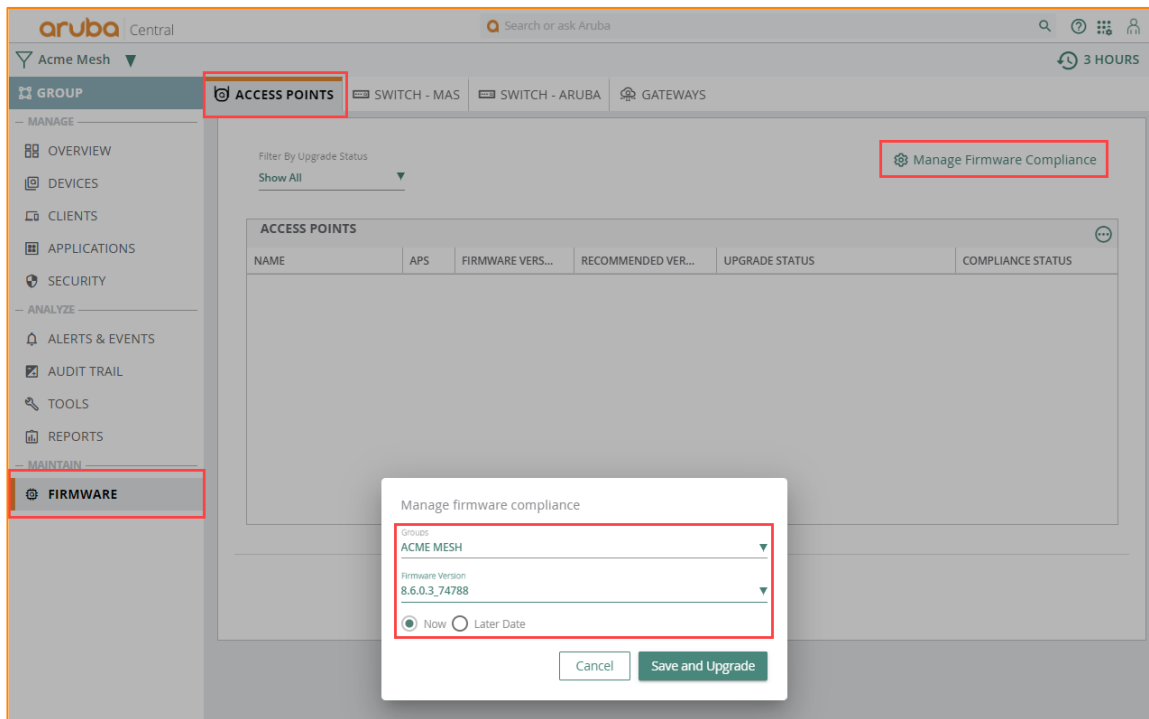 aruba Central
Search or ask Aruba
Acme Mesh
3 HOURS
GROUP
ACCESS POINTS
SWITCH - MAS
SWITCH - ARUBA
GATEWAYS
MANAGE
OVERVIEW
DEVICES
CLIENTS
APPLICATIONS
SECURITY
ANALYZE
ALERTS & EVENTS
AUDIT TRAIL
TOOLS
REPORTS
MAINTAIN
FIRMWARE
Filter By Upgrade Status
Show All
Manage Firmware Compliance
ACCESS POINTS
NAME
APS
FIRMWARE VERS...
RECOMMENDED VER...
UPGRADE STATUS
COMPLIANCE STATUS
Manage firmware compliance
Groups
ACME MESH
Firmware Version
8.6.0.3_74788
Now
Later Date
Cancel
Save and Upgrade